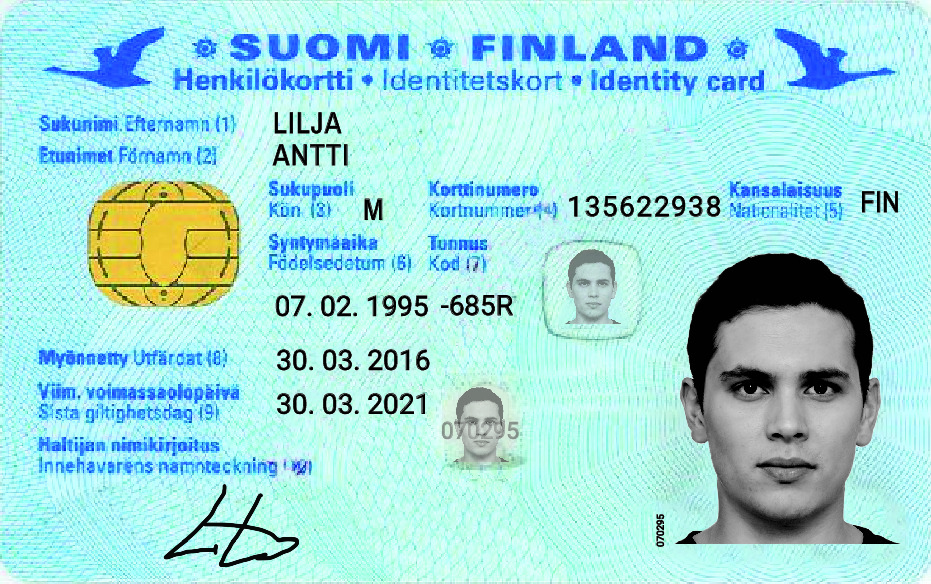 SUOMI FINLAND
Henkilökortti • Identitetskort • Identity card
Sukunimi Efternamn (1) LILJA
Etunimet Förnamn (2) ANTTI
Sukupuoli Korttinumero Kansalaisuus
Kön (3) M Kortnummer (4) 135622938 Nationalitet (5) FIN
Syntymäaika Tunnus
Födelsedatum (6) Kod (7)
07. 02. 1995 -685R
Myönnetty Utfärdat (8) 30. 03. 2016
Viim. voimassaolopäivä
Sista giltighetsdag (9) 30. 03. 2021
070295
Haltijan nimikirjoitus
Innehavarens namnteckning
070295